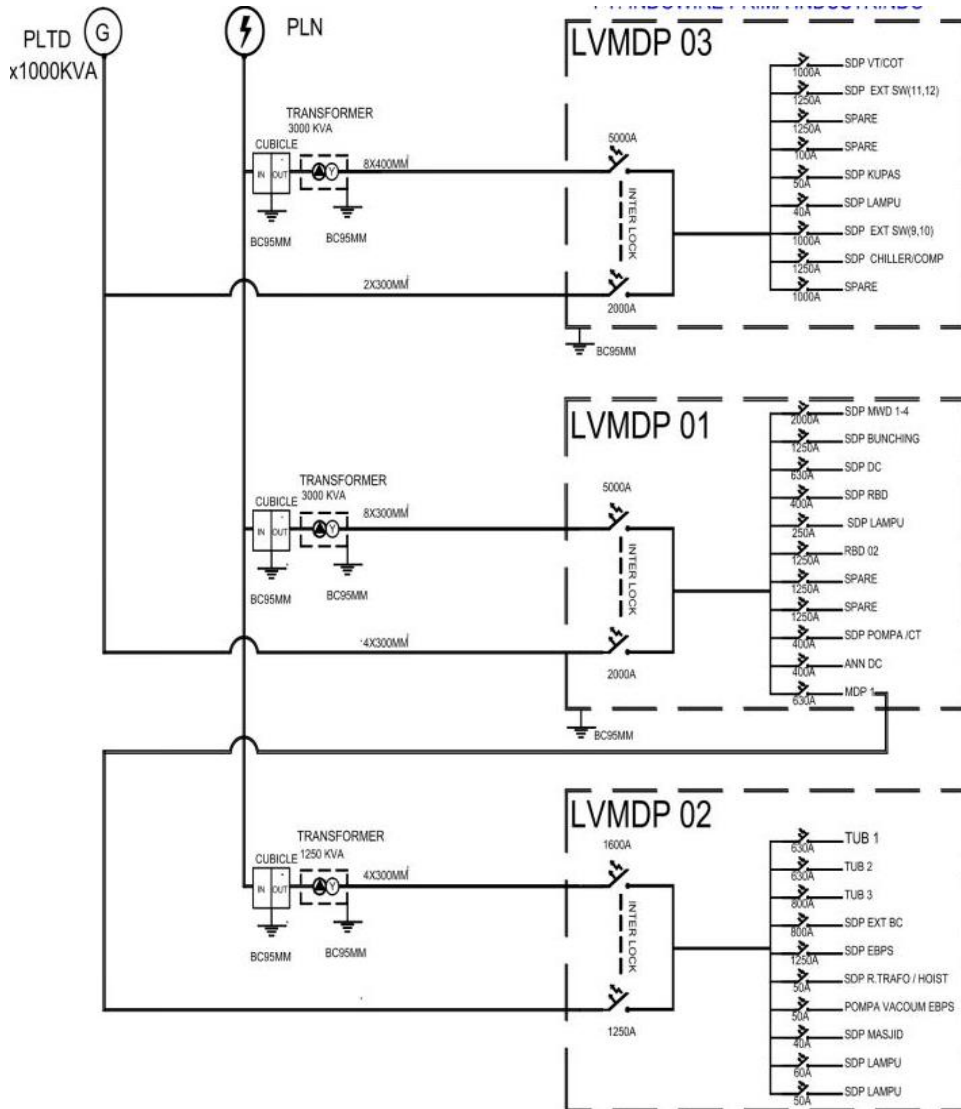 PLTD
x1000KVA
G
PLN
LVMDP 03
TRANSFORMER
3000 KVA
CUBICLE
IN OUT
Y
8X400MM
BC95MM
BC95MM
2X300MM
5000A
INTER LOCK
2000A
BC95MM
SDP VT/COT
1000A
SDP EXT SW(11,12)
1250A
SPARE
1250A
SPARE
100A
SDP KUPAS
50A
SDP LAMPU
40A
SDP EXT SW(9,10)
1000A
SDP CHILLER/COMP
1250A
SPARE
1000A
LVMDP 01
TRANSFORMER
3000 KVA
CUBICLE
IN OUT
Y
8X300MM
BC95MM
BC95MM
4X300MM
5000A
INTER LOCK
2000A
BC95MM
SDP MWD 1-4
2000A
SDP BUNCHING
1250A
SDP DC
630A
SDP RBD
400A
SDP LAMPU
250A
RBD 02
1250A
SPARE
1250A
SPARE
1250A
SDP POMPA /CT
400A
ANN DC
400A
MDP 1
630A
LVMDP 02
TRANSFORMER
1250 KVA
CUBICLE
IN OUT
Y
4X300MM
BC95MM
BC95MM
1600A
INTER LOCK
1250A
TUB 1
630A
TUB 2
630A
TUB 3
800A
SDP EXT BC
800A
SDP EBPS
1250A
SDP R.TRAFO / HOIST
50A
POMPA VACOUM EBPS
50A
SDP MASJID
40A
SDP LAMPU
60A
SDP LAMPU
50A